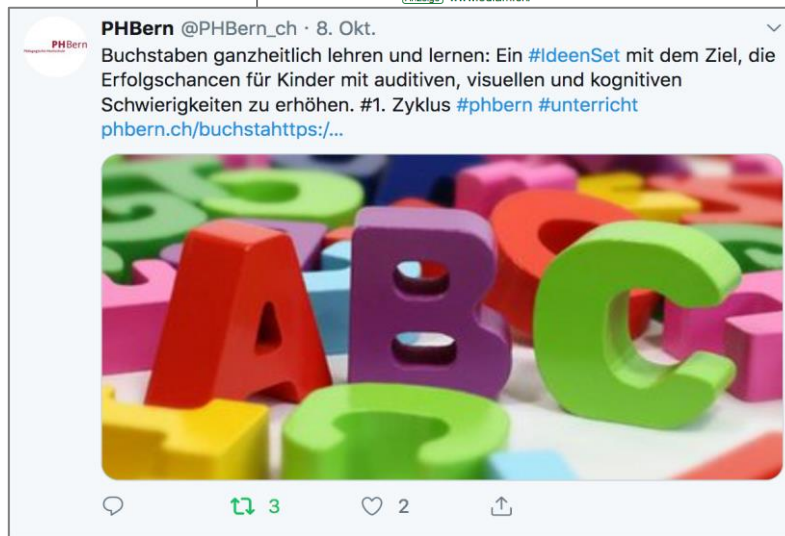 PHBern
PHBern @PHBern_ch · 8. Okt.
Buchstaben ganzheitlich lehren und lernen: Ein #IdeenSet mit dem Ziel, die
Erfolgschancen für Kinder mit auditiven, visuellen und kognitiven
Schwierigkeiten zu erhöhen. #1. Zyklus #phbern #unterricht
phbern.ch/buchstahttps:/...
A B C
3 2